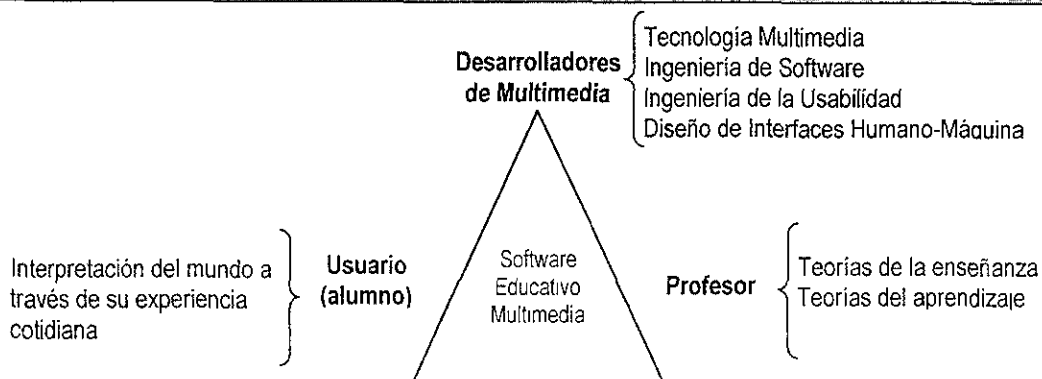 Desarrolladores
de Multimedia
Tecnología Multimedia
Ingeniería de Software
Ingeniería de la Usabilidad
Diseño de Interfaces Humano-Máquina
Interpretación del mundo a
través de su experiencia
cotidiana
Usuario
(alumno)
Software
Educativo
Multimedia
Profesor
Teorías de la enseñanza
Teorías del aprendizaje